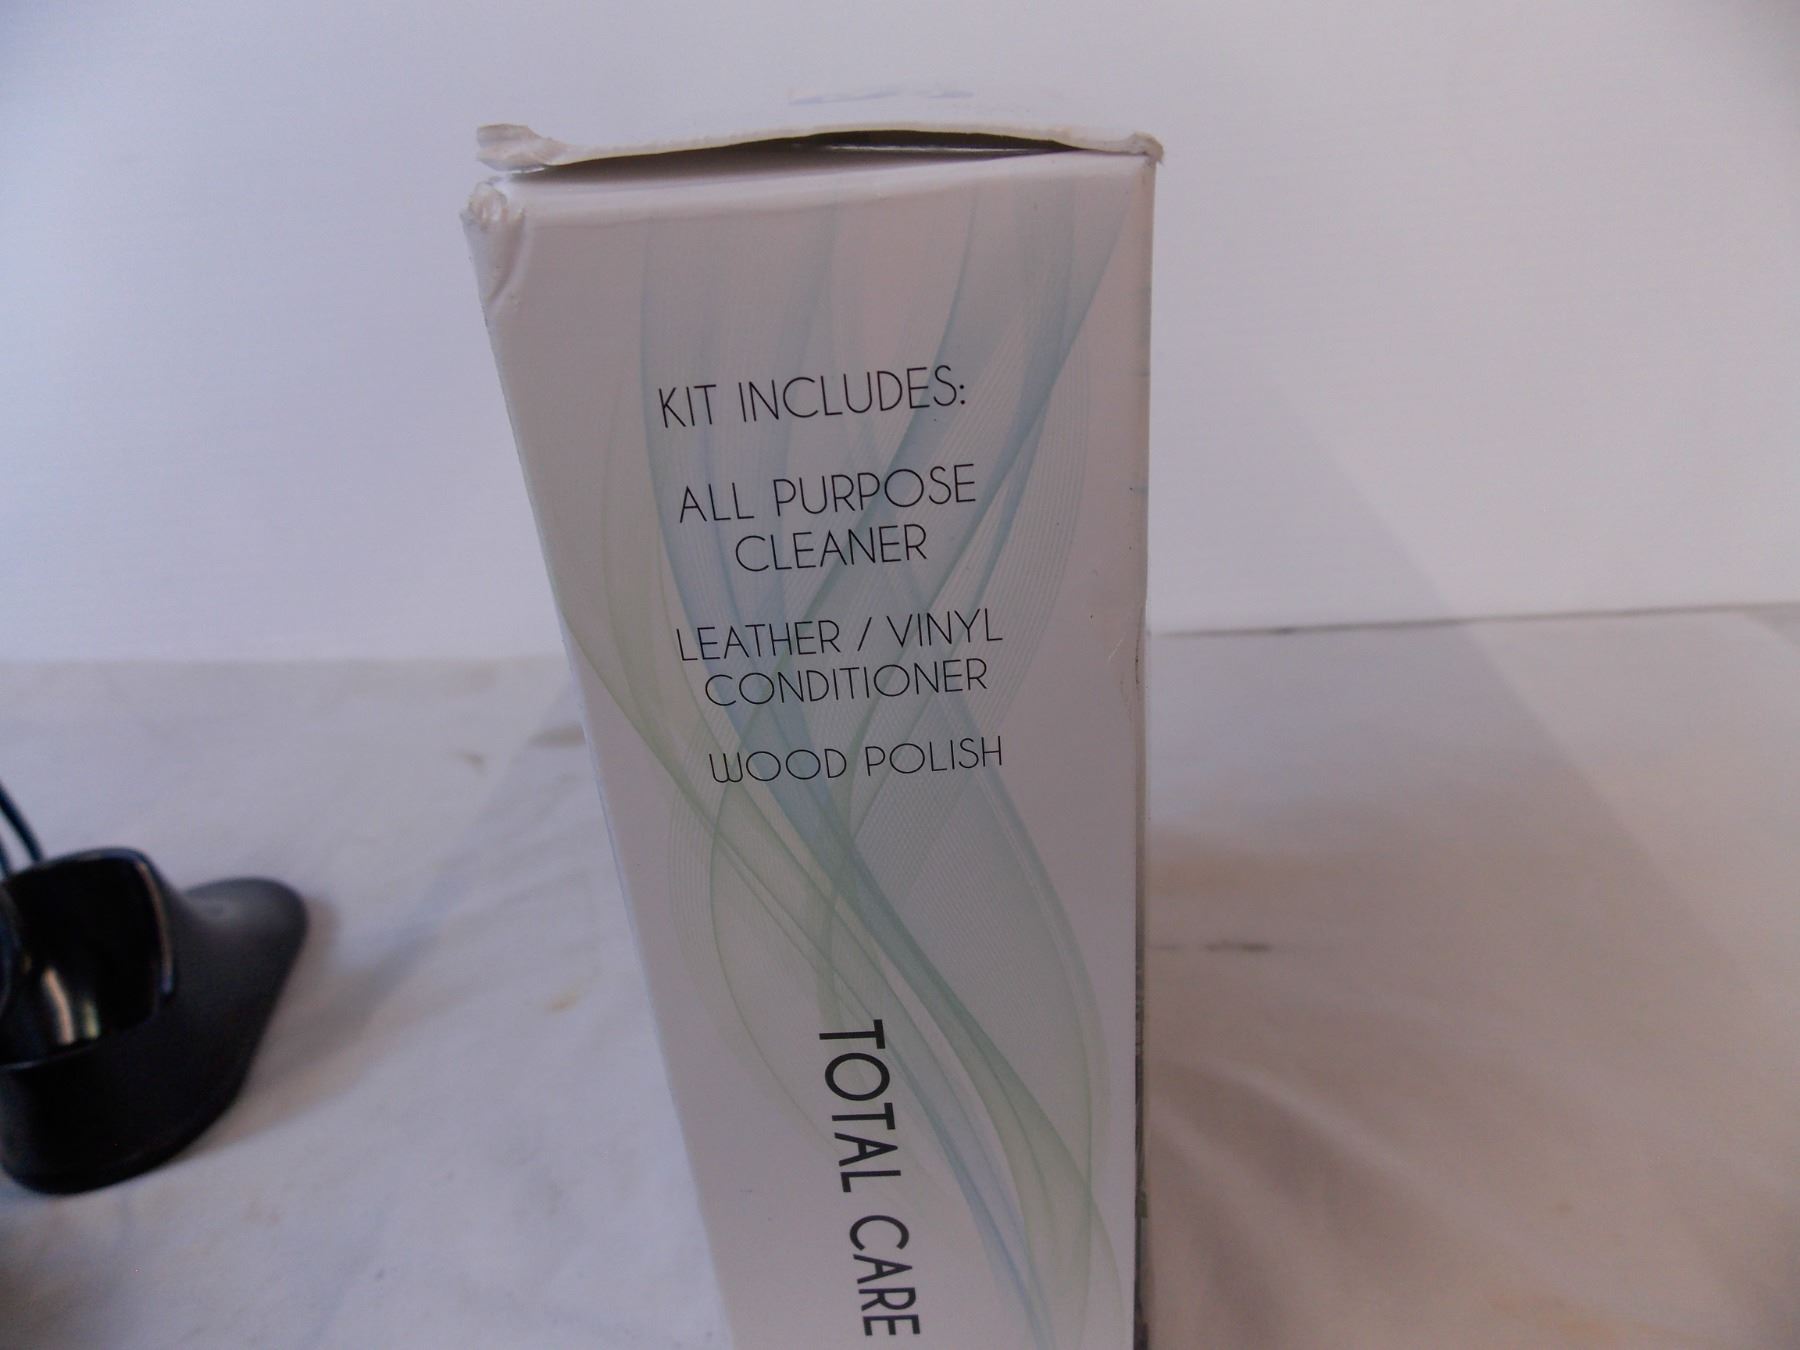 KIT INCLUDES:
ALL PURPOSE
CLEANER
LEATHER / VINYL
CONDITIONER
WOOD POLISH
TOTAL CARE